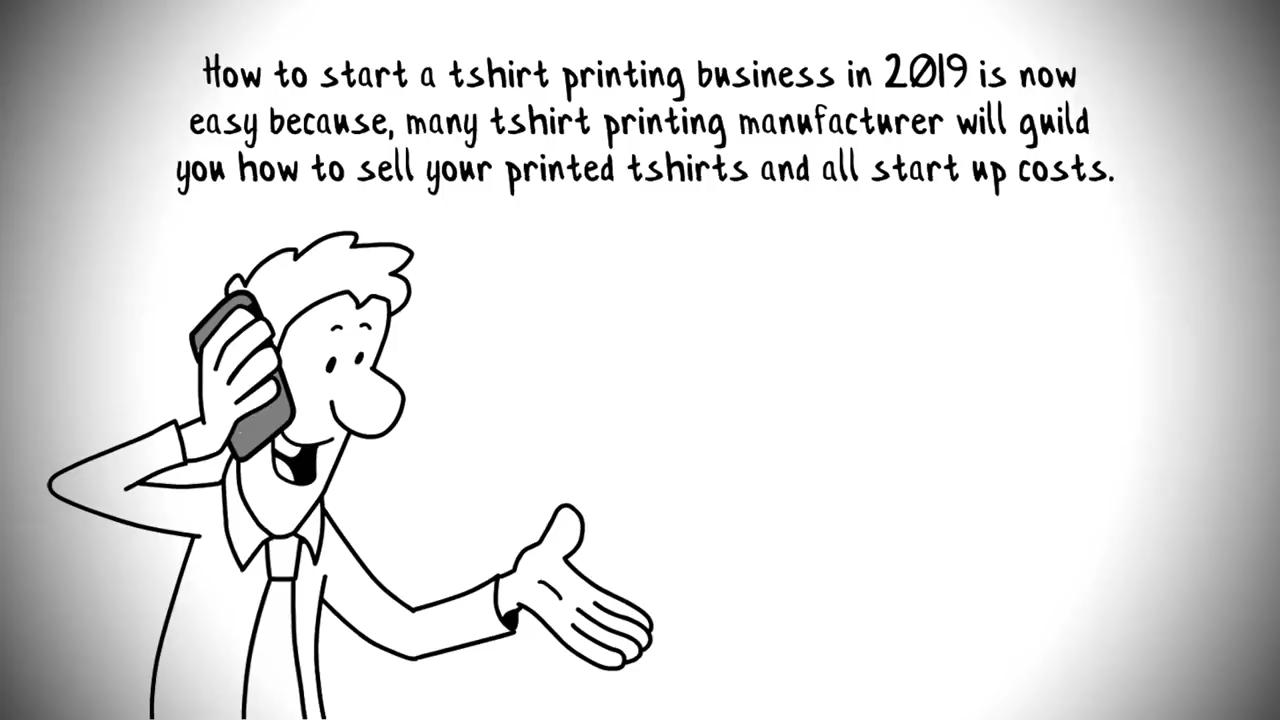 How to start a tshirt printing business in 2019 is now
easy because, many tshirt printing manufacturer will guild
you how to sell your printed tshirts and all start up costs.